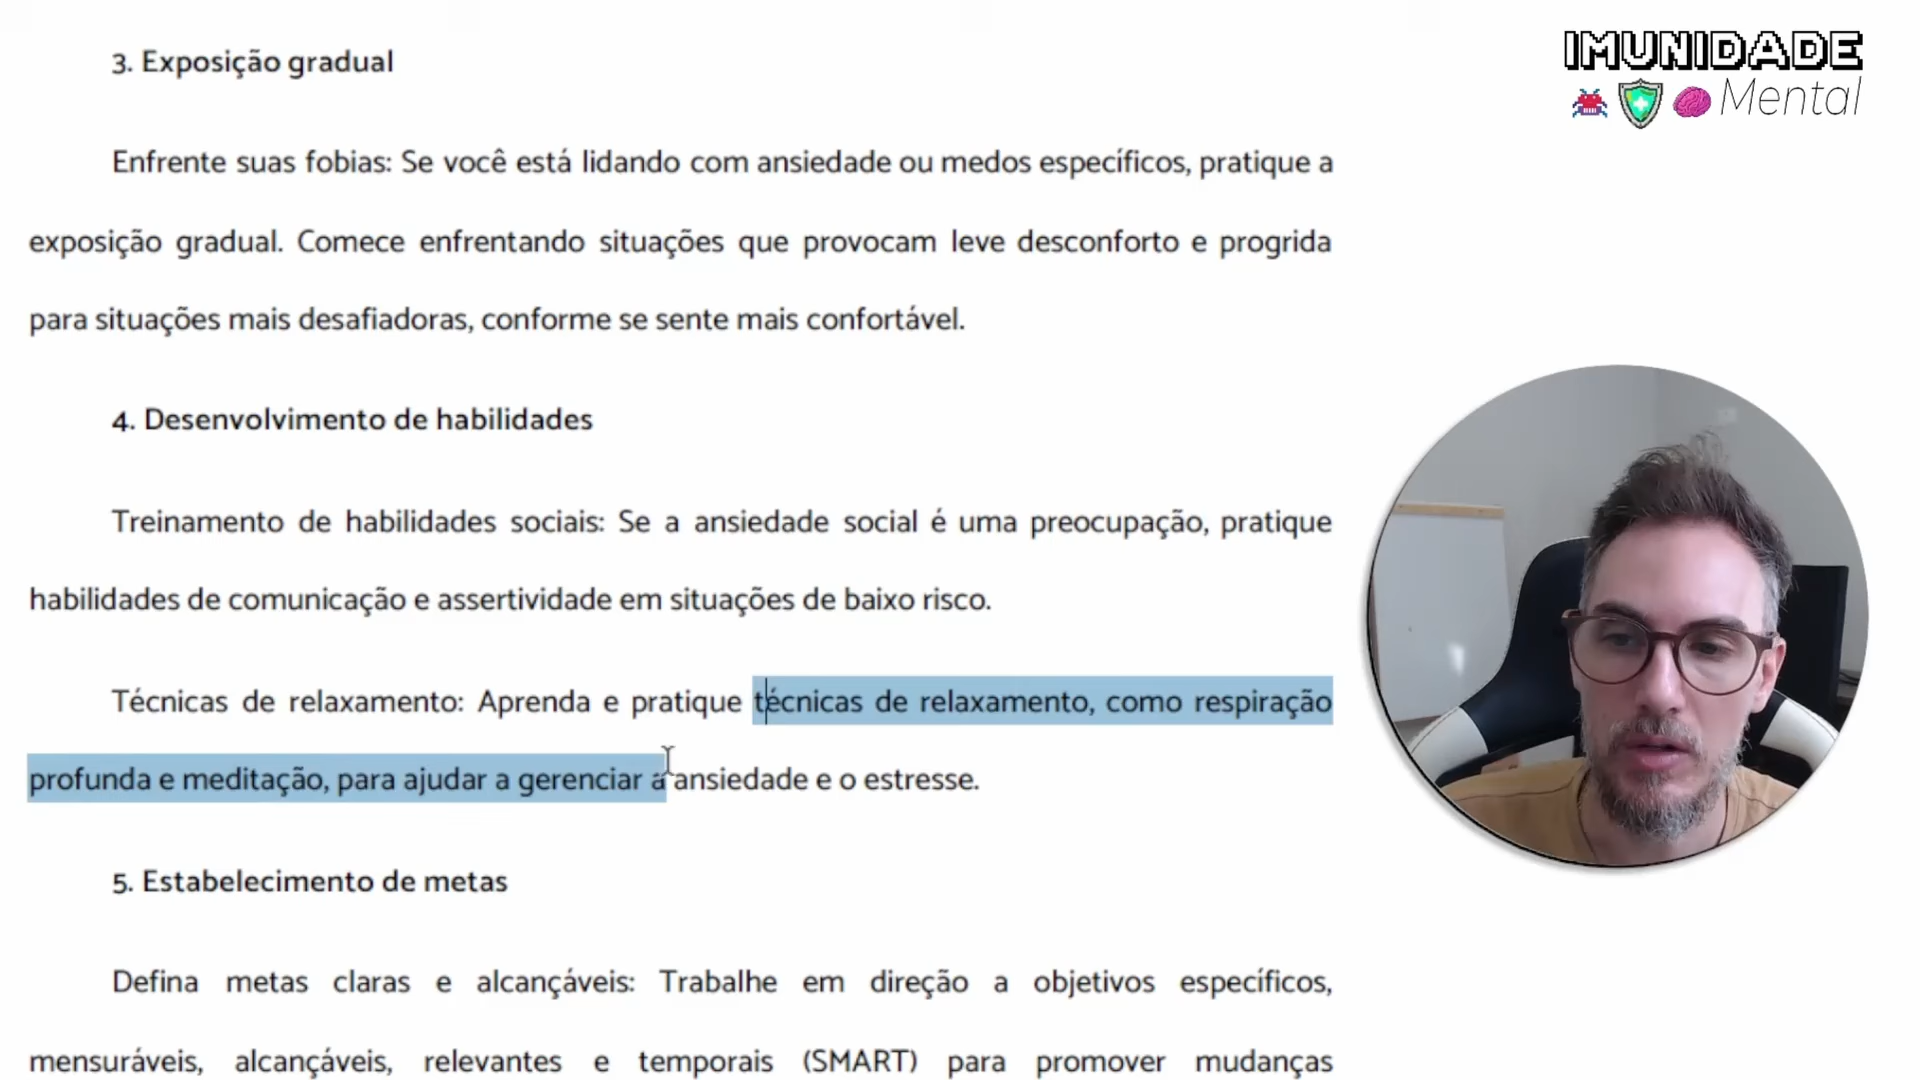 IMUNIDADE
Mental
3. Exposição gradual
Enfrente suas fobias: Se você está lidando com ansiedade ou medos específicos, pratique a
exposição gradual. Comece enfrentando situações que provocam leve desconforto e progrida
para situações mais desafiadoras, conforme se sente mais confortável.
4. Desenvolvimento de habilidades
Treinamento de habilidades sociais: Se a ansiedade social é uma preocupação, pratique
habilidades de comunicação e assertividade em situações de baixo risco.
Técnicas de relaxamento: Aprenda e pratique técnicas de relaxamento, como respiração
profunda e meditação, para ajudar a gerenciar a ansiedade e o estresse.
5. Estabelecimento de metas
Defina metas claras e alcançáveis: Trabalhe em direção a objetivos específicos,
mensuráveis, alcançáveis, relevantes e temporais (SMART) para promover mudanças